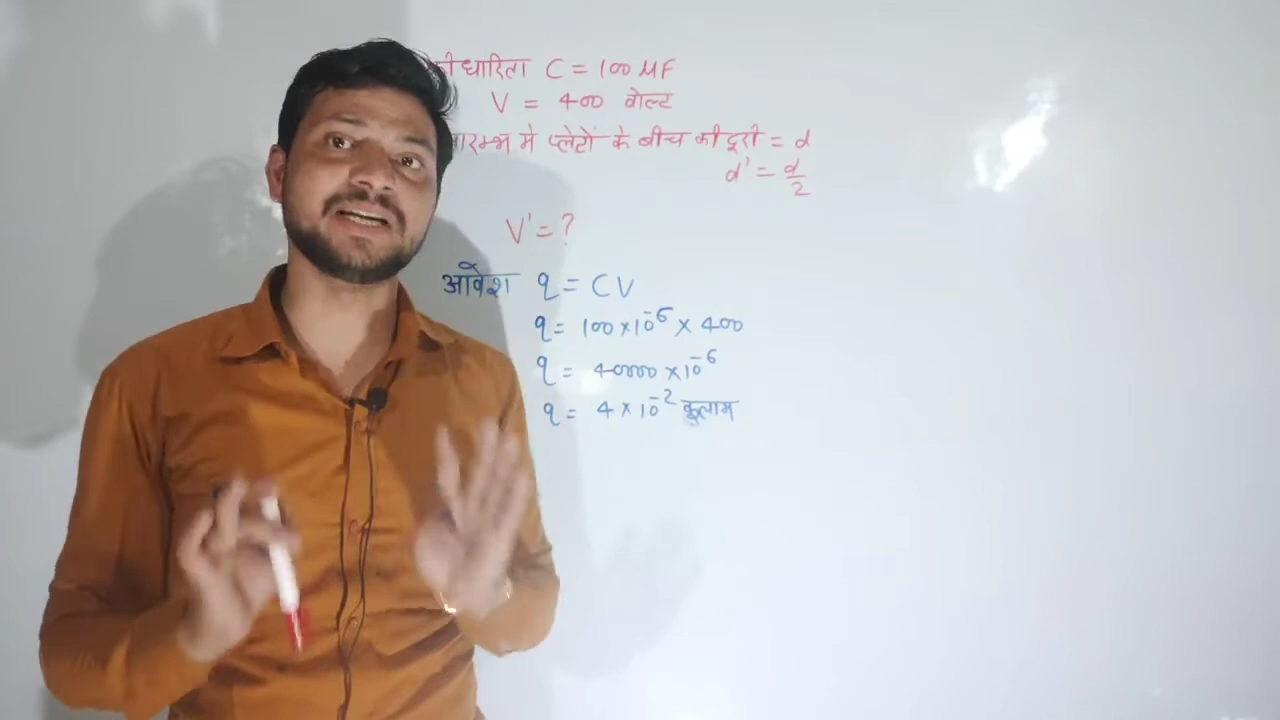 धारिता C = 100 μF
V = 400 वोल्ट
प्लेटों के बीच की दूरी = d
d' = d/2
V' = ?
आवेश q = CV
q = 100 × 10⁻⁶ × 400
q = 40000 × 10⁻⁶
q = 4 × 10⁻² कूलाम